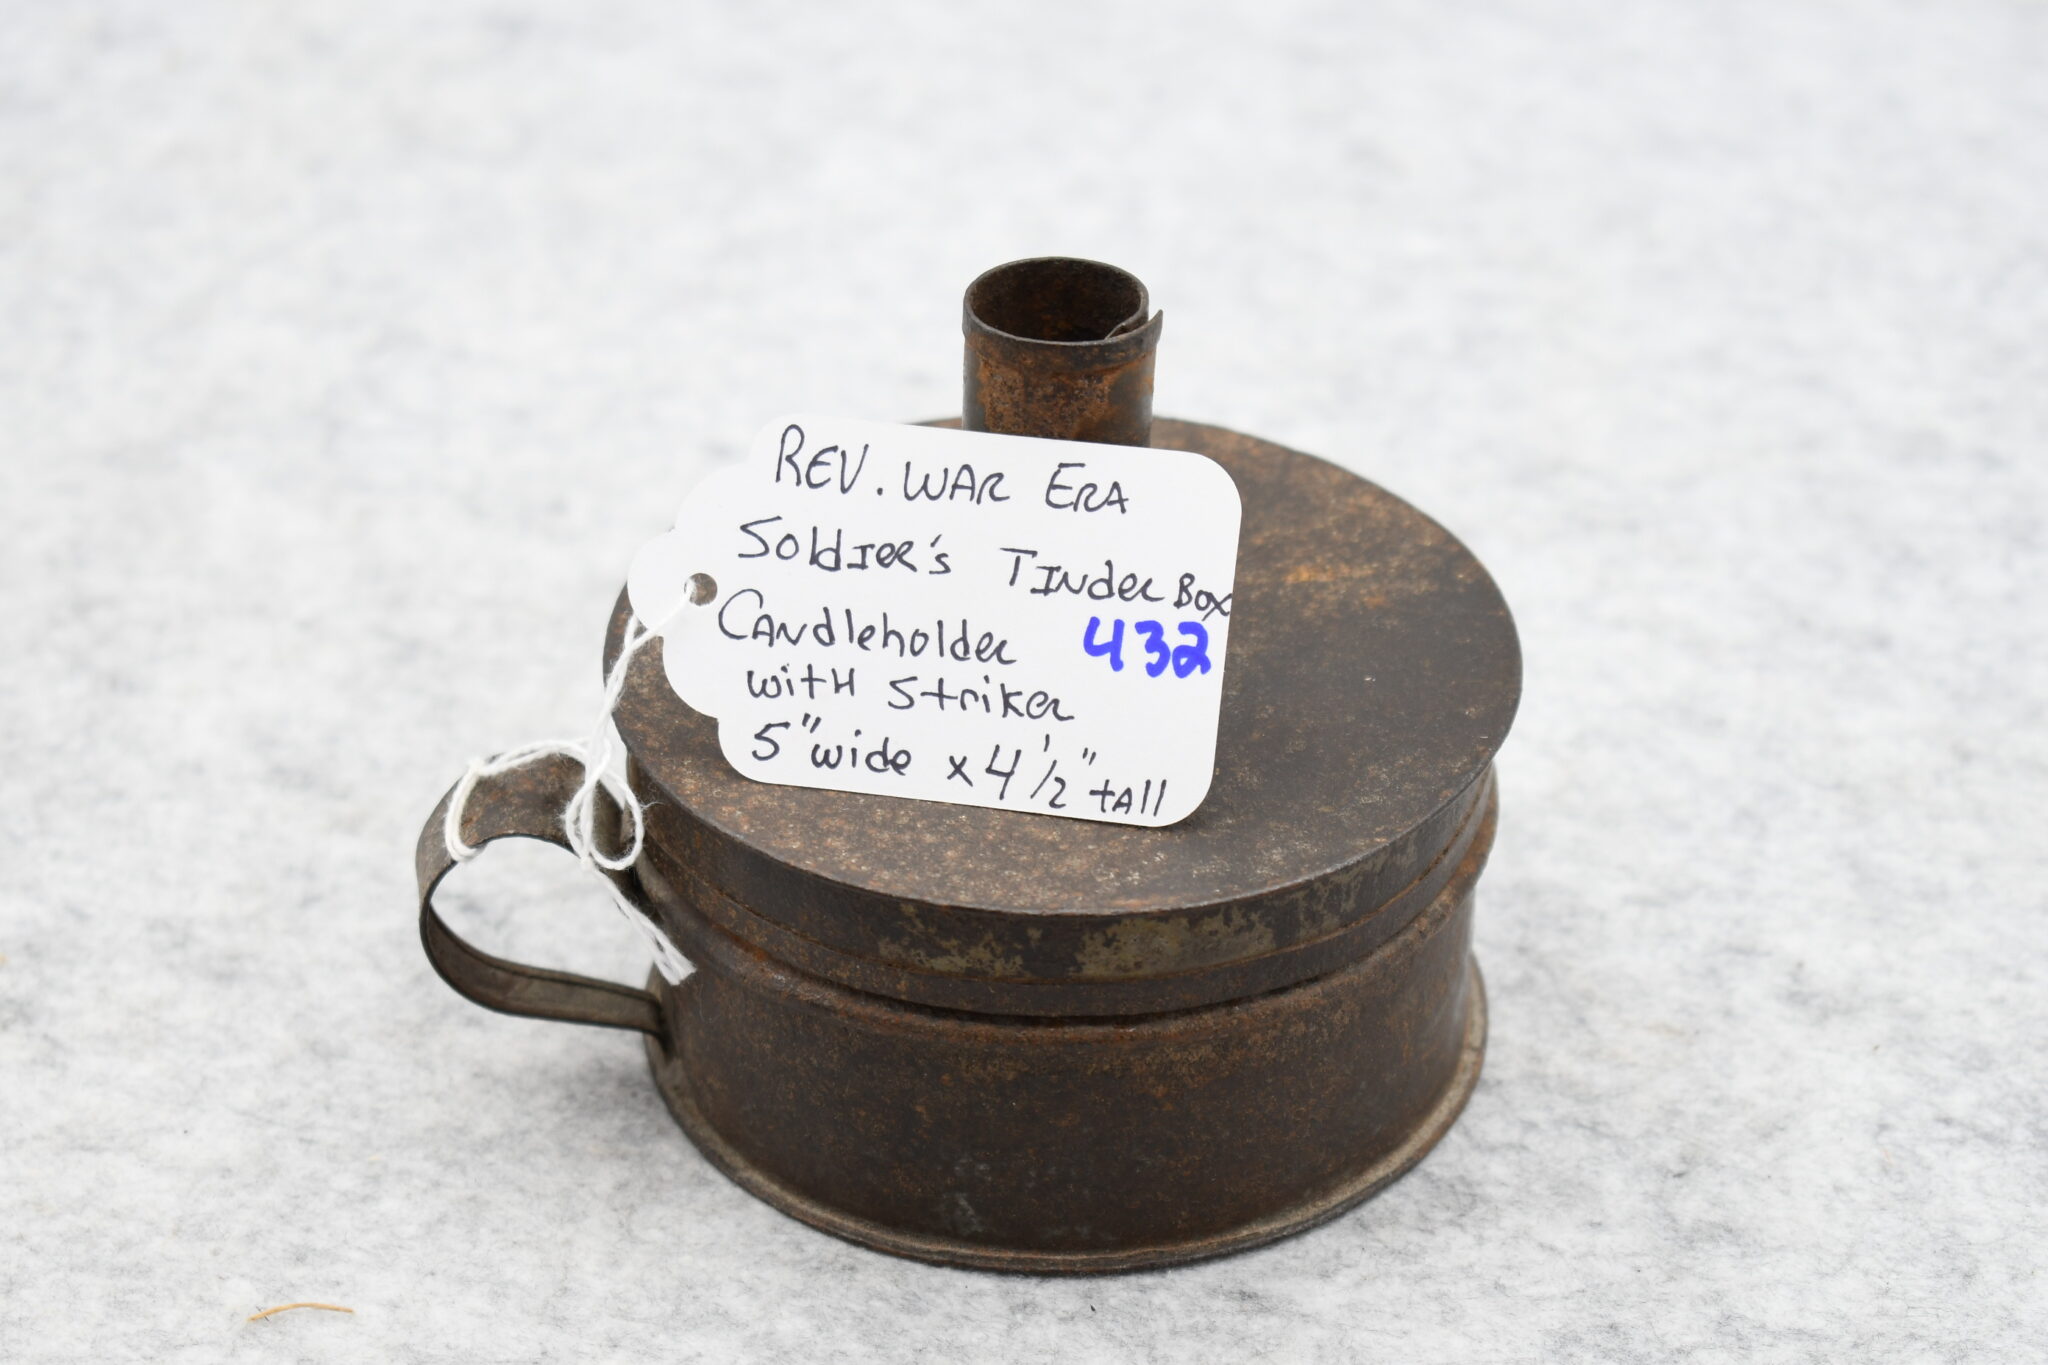 REV. WAR ERA
Soldier's Tinder Box
Candleholder 432
with Striker
5" wide x 4 1/2" tall